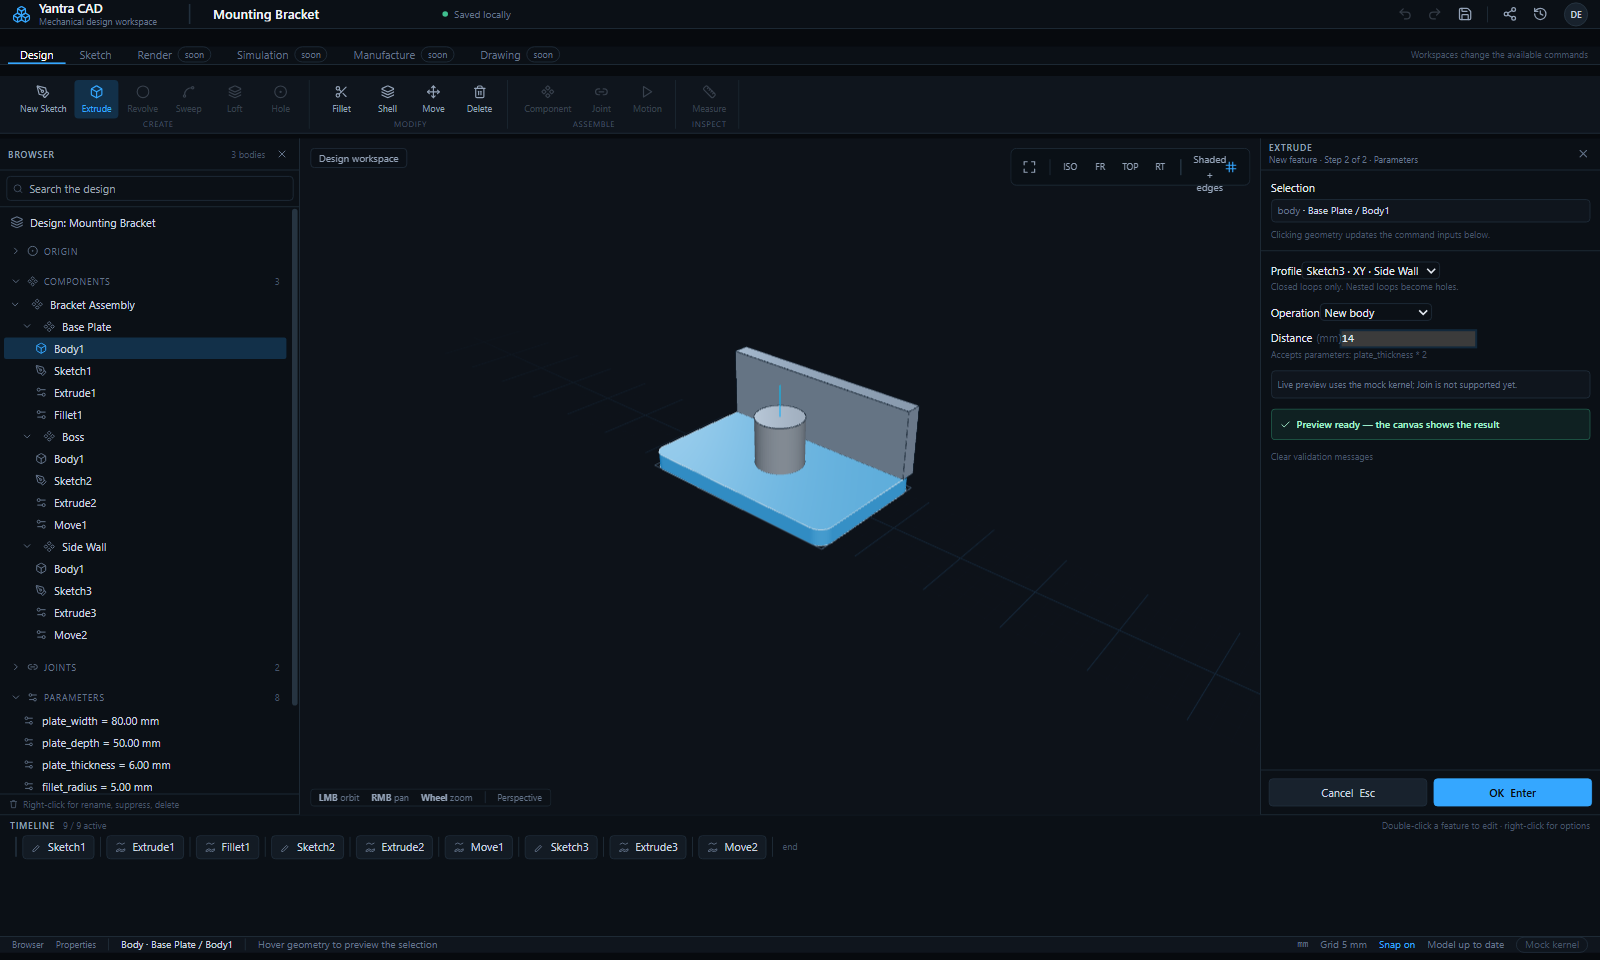 Yantra CAD
Mechanical design workspace
Mounting Bracket
Saved locally
DE
Design
Sketch
Render soon
Simulation soon
Manufacture soon
Drawing soon
Workspaces change the available commands
New Sketch
Extrude
Revolve
Sweep
Loft
Hole
CREATE
Fillet
Shell
Move
Delete
MODIFY
Component
Joint
Motion
ASSEMBLE
Measure
INSPECT
BROWSER
3 bodies
Search the design
Design: Mounting Bracket
ORIGIN
COMPONENTS 3
Bracket Assembly
Base Plate
Body1
Sketch1
Extrude1
Fillet1
Boss
Body1
Sketch2
Extrude2
Move1
Side Wall
Body1
Sketch3
Extrude3
Move2
JOINTS 2
PARAMETERS 8
plate_width = 80.00 mm
plate_depth = 50.00 mm
plate_thickness = 6.00 mm
fillet_radius = 5.00 mm
Right-click for rename, suppress, delete
Design workspace
ISO FR TOP RT
Shaded
+
edges
LMB orbit RMB pan Wheel zoom Perspective
EXTRUDE
New feature · Step 2 of 2 · Parameters
Selection
body · Base Plate / Body1
Clicking geometry updates the command inputs below.
Profile Sketch3 · XY · Side Wall
Closed loops only. Nested loops become holes.
Operation New body
Distance (mm) 14
Accepts parameters: plate_thickness * 2
Live preview uses the mock kernel; Join is not supported yet.
Preview ready — the canvas shows the result
Clear validation messages
Cancel Esc
OK Enter
TIMELINE 9 / 9 active
Double-click a feature to edit · right-click for options
Sketch1 Extrude1 Fillet1 Sketch2 Extrude2 Move1 Sketch3 Extrude3 Move2 end
Browser Properties Body · Base Plate / Body1 Hover geometry to preview the selection
mm Grid 5 mm Snap on Model up to date Mock kernel